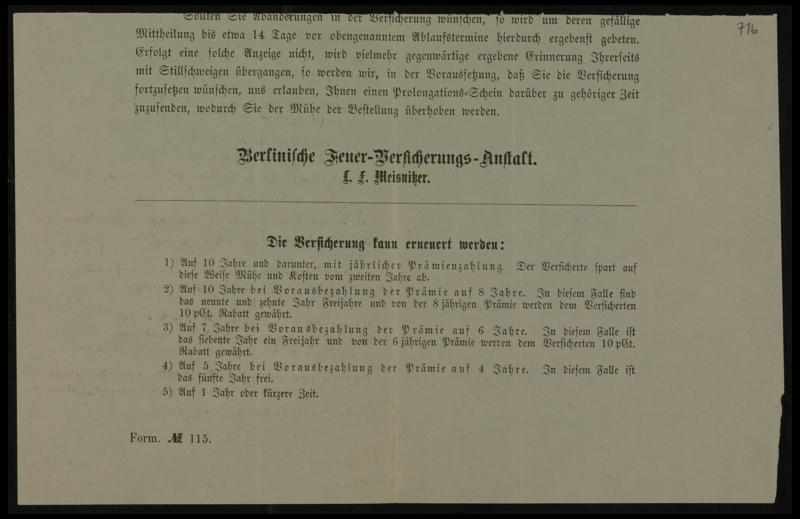 716
Sollten Sie Abänderungen in der Versicherung wünschen, so wird um deren gefällige
Mittheilung bis etwa 14 Tage vor obengenanntem Ablaufstermine hierdurch ergebenst gebeten.
Erfolgt eine solche Anzeige nicht, wird vielmehr gegenwärtige ergebene Erinnerung Ihrerseits
mit Stillschweigen übergangen, so werden wir, in der Voraussetzung, daß Sie die Versicherung
fortzusetzen wünschen, uns erlauben, Ihnen einen Prolongations-Schein darüber zu gehöriger Zeit
zuzusenden, wodurch Sie der Mühe der Bestellung überhoben werden.
Berlinische Feuer-Versicherungs-Anstalt.
L. F. Meisnitzer.
Die Versicherung kann erneuert werden:
1) Auf 10 Jahre und darunter, mit jährlicher Prämienzahlung. Der Versicherte spart auf
diese Weise Mühe und Kosten vom zweiten Jahre ab.
2) Auf 10 Jahre bei Vorausbezahlung der Prämie auf 8 Jahre. In diesem Falle sind
das neunte und zehnte Jahr Freijahre und von der 8 jährigen Prämie werden dem Versicherten
10 pCt. Rabatt gewährt.
3) Auf 7 Jahre bei Vorausbezahlung der Prämie auf 6 Jahre. In diesem Falle ist
das siebente Jahr ein Freijahr und von der 6 jährigen Prämie werden dem Versicherten 10 pCt.
Rabatt gewährt.
4) Auf 5 Jahre bei Vorausbezahlung der Prämie auf 4 Jahre. In diesem Falle ist
das fünfte Jahr frei.
5) Auf 1 Jahr oder kürzere Zeit.
Form. № 115.